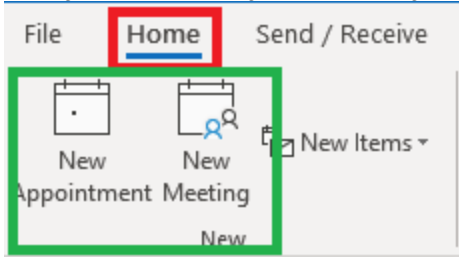 File Home Send / Receive
New New New Items
Appointment Meeting
New